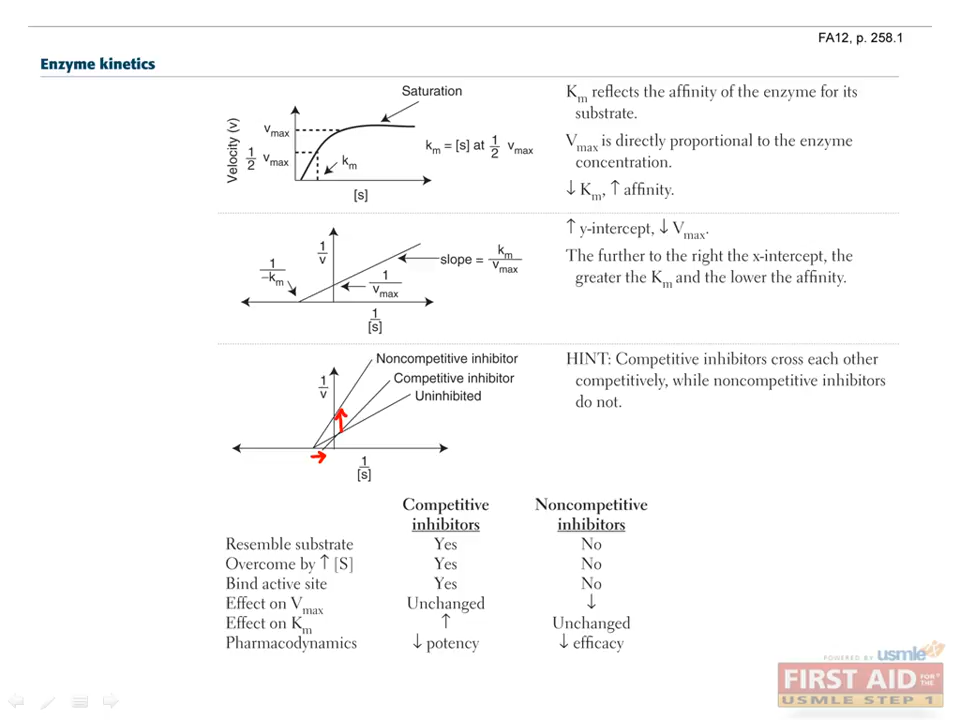 FA12, p. 258.1
Enzyme kinetics
Saturation
Velocity (v)
vmax
1/2 vmax
km
km = [s] at 1/2 vmax
[s]
Km reflects the affinity of the enzyme for its
substrate.
Vmax is directly proportional to the enzyme
concentration.
↓ Km, ↑ affinity.
1/v
1/−km
1/vmax
slope = km/vmax
1/[s]
↑ y-intercept, ↓ Vmax.
The further to the right the x-intercept, the
greater the Km and the lower the affinity.
Noncompetitive inhibitor
Competitive inhibitor
Uninhibited
1/v
1/[s]
HINT: Competitive inhibitors cross each other
competitively, while noncompetitive inhibitors
do not.
Competitive Noncompetitive
inhibitors inhibitors
Resemble substrate Yes No
Overcome by ↑ [S] Yes No
Bind active site Yes No
Effect on Vmax Unchanged ↓
Effect on Km ↑ Unchanged
Pharmacodynamics ↓ potency ↓ efficacy
POWERED BY usmle
FIRST AID FOR THE
USMLE STEP 1